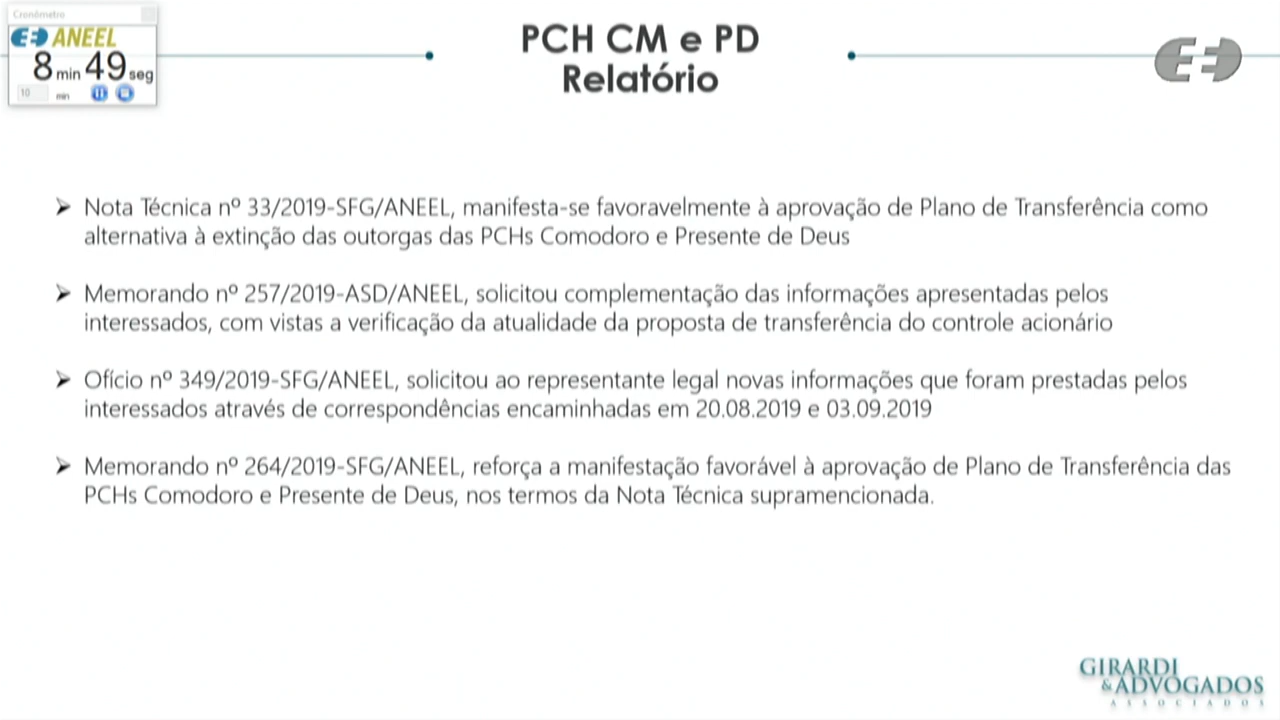 Cronômetro
ANEEL
8 min 49 seg
10 min
PCH CM e PD
Relatório
Nota Técnica nº 33/2019-SFG/ANEEL, manifesta-se favoravelmente à aprovação de Plano de Transferência como
alternativa à extinção das outorgas das PCHs Comodoro e Presente de Deus
Memorando nº 257/2019-ASD/ANEEL, solicitou complementação das informações apresentadas pelos
interessados, com vistas a verificação da atualidade da proposta de transferência do controle acionário
Ofício nº 349/2019-SFG/ANEEL, solicitou ao representante legal novas informações que foram prestadas pelos
interessados através de correspondências encaminhadas em 20.08.2019 e 03.09.2019
Memorando nº 264/2019-SFG/ANEEL, reforça a manifestação favorável à aprovação de Plano de Transferência das
PCHs Comodoro e Presente de Deus, nos termos da Nota Técnica supramencionada.
GIRARDI
&ADVOGADOS
ASSOCIADOS